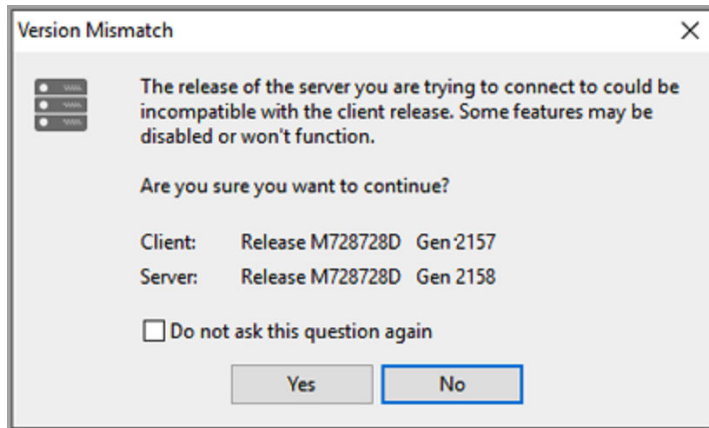 Version Mismatch
The release of the server you are trying to connect to could be
incompatible with the client release. Some features may be
disabled or won't function.
Are you sure you want to continue?
Client: Release M728728D Gen 2157
Server: Release M728728D Gen 2158
Do not ask this question again
Yes No